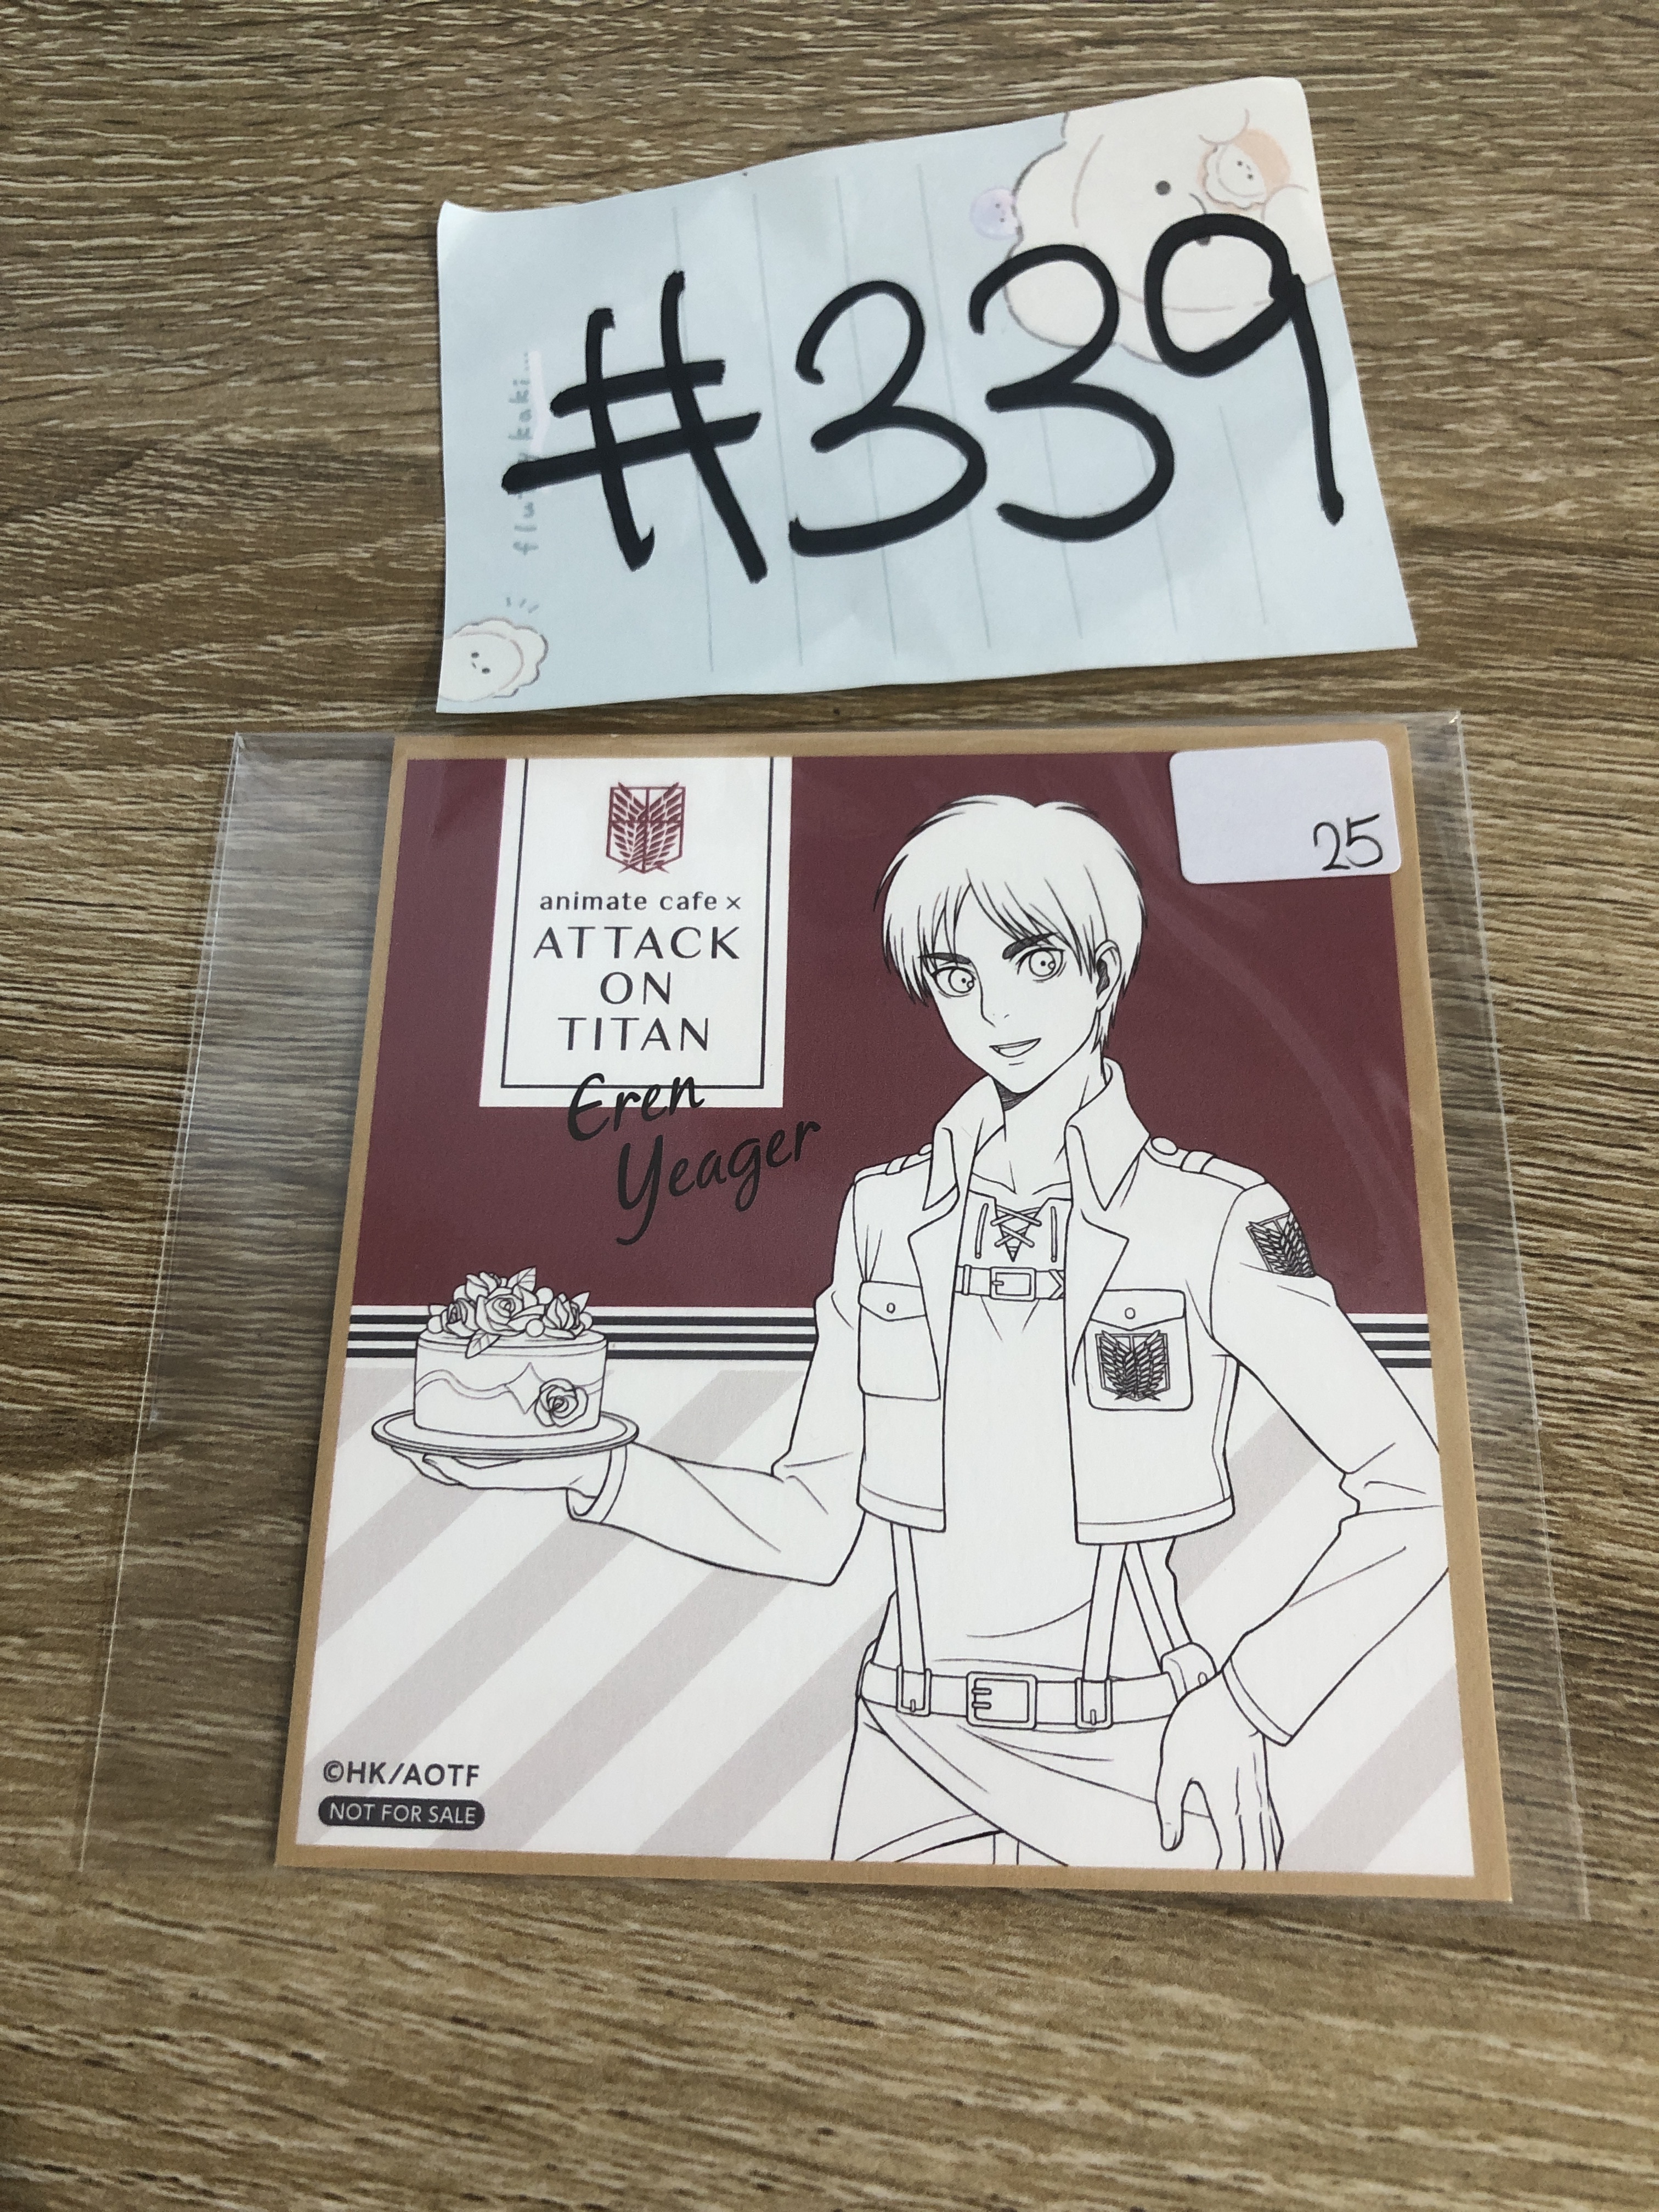 #339
25
animate cafe ×
ATTACK
ON
TITAN
Eren
Yeager
©HK/AOTF
NOT FOR SALE